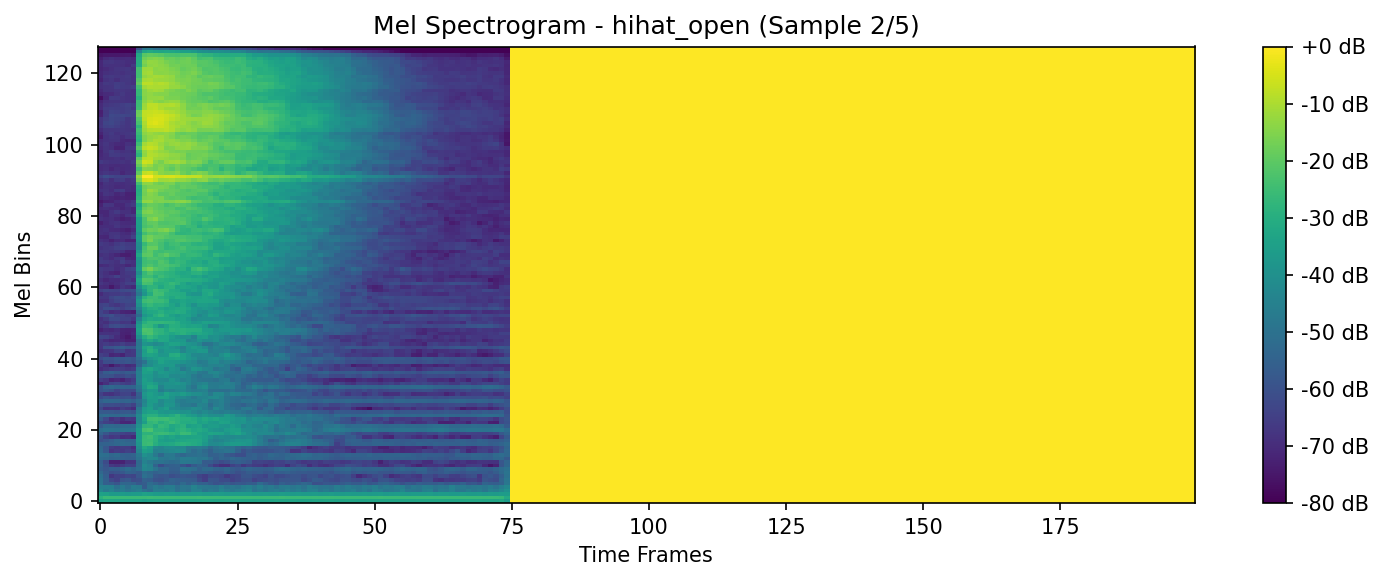 Mel Spectrogram - hihat_open (Sample 2/5)
Mel Bins
120
100
80
60
40
20
0
0 25 50 75 100 125 150 175
Time Frames
+0 dB
-10 dB
-20 dB
-30 dB
-40 dB
-50 dB
-60 dB
-70 dB
-80 dB